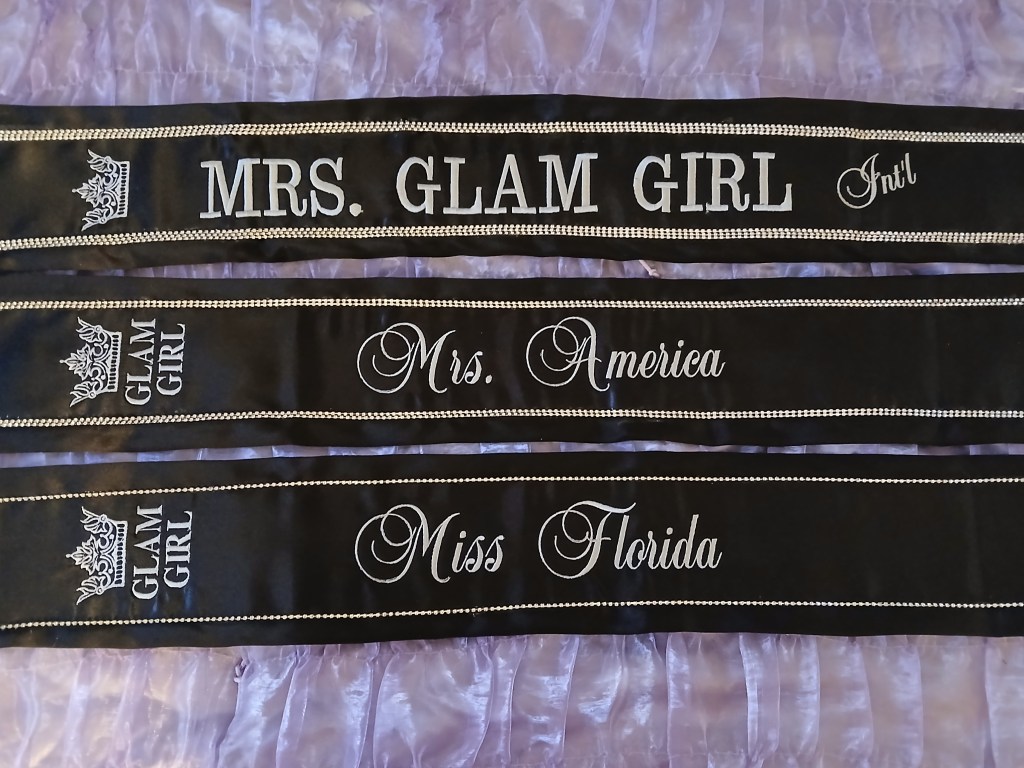 MRS. GLAM GIRL Int'l
GLAM
GIRL
Mrs. America
GLAM
GIRL
Miss Florida